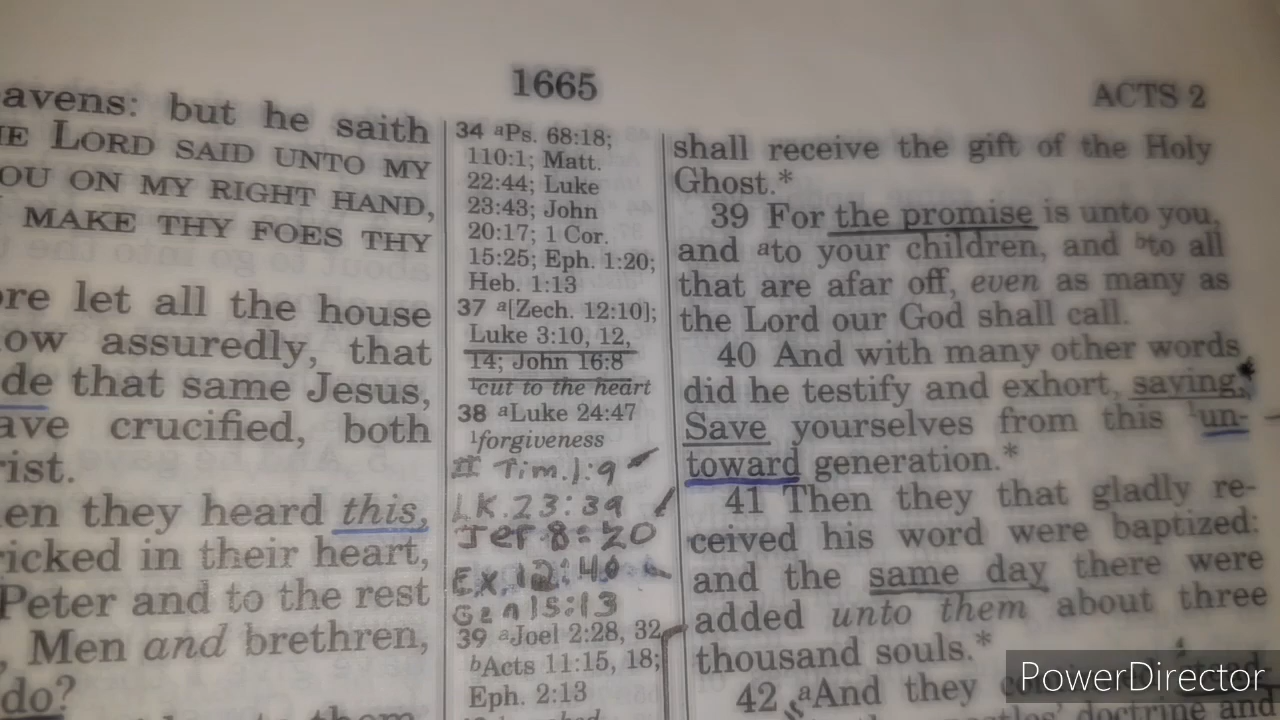 1665
ACTS 2
avens: but he saith
E LORD SAID UNTO MY
OU ON MY RIGHT HAND,
MAKE THY FOES THY
re let all the house
ow assuredly, that
de that same Jesus,
ave crucified, both
rist.
en they heard this,
ricked in their heart,
Peter and to the rest
, Men and brethren,
do?
34 aPs. 68:18;
110:1; Matt.
22:44; Luke
23:43; John
20:17; 1 Cor.
15:25; Eph. 1:20;
Heb. 1:13
37 a[Zech. 12:10];
Luke 3:10, 12,
14; John 16:8
1cut to the heart
38 aLuke 24:47
1forgiveness
II Tim.1:9
LK.23:39
Jer 8:20
EX.12:40
Gen 15:13
39 aJoel 2:28, 32
bActs 11:15, 18;
Eph. 2:13
shall receive the gift of the Holy
Ghost.*
39 For the promise is unto you,
and ato your children, and bto all
that are afar off, even as many as
the Lord our God shall call.
40 And with many other words
did he testify and exhort, saying,*
Save yourselves from this 1un-
toward generation.*
41 Then they that gladly re-
ceived his word were baptized:
and the same day there were
added unto them about three
thousand souls.*
42 aAnd they
doctrine and
PowerDirector